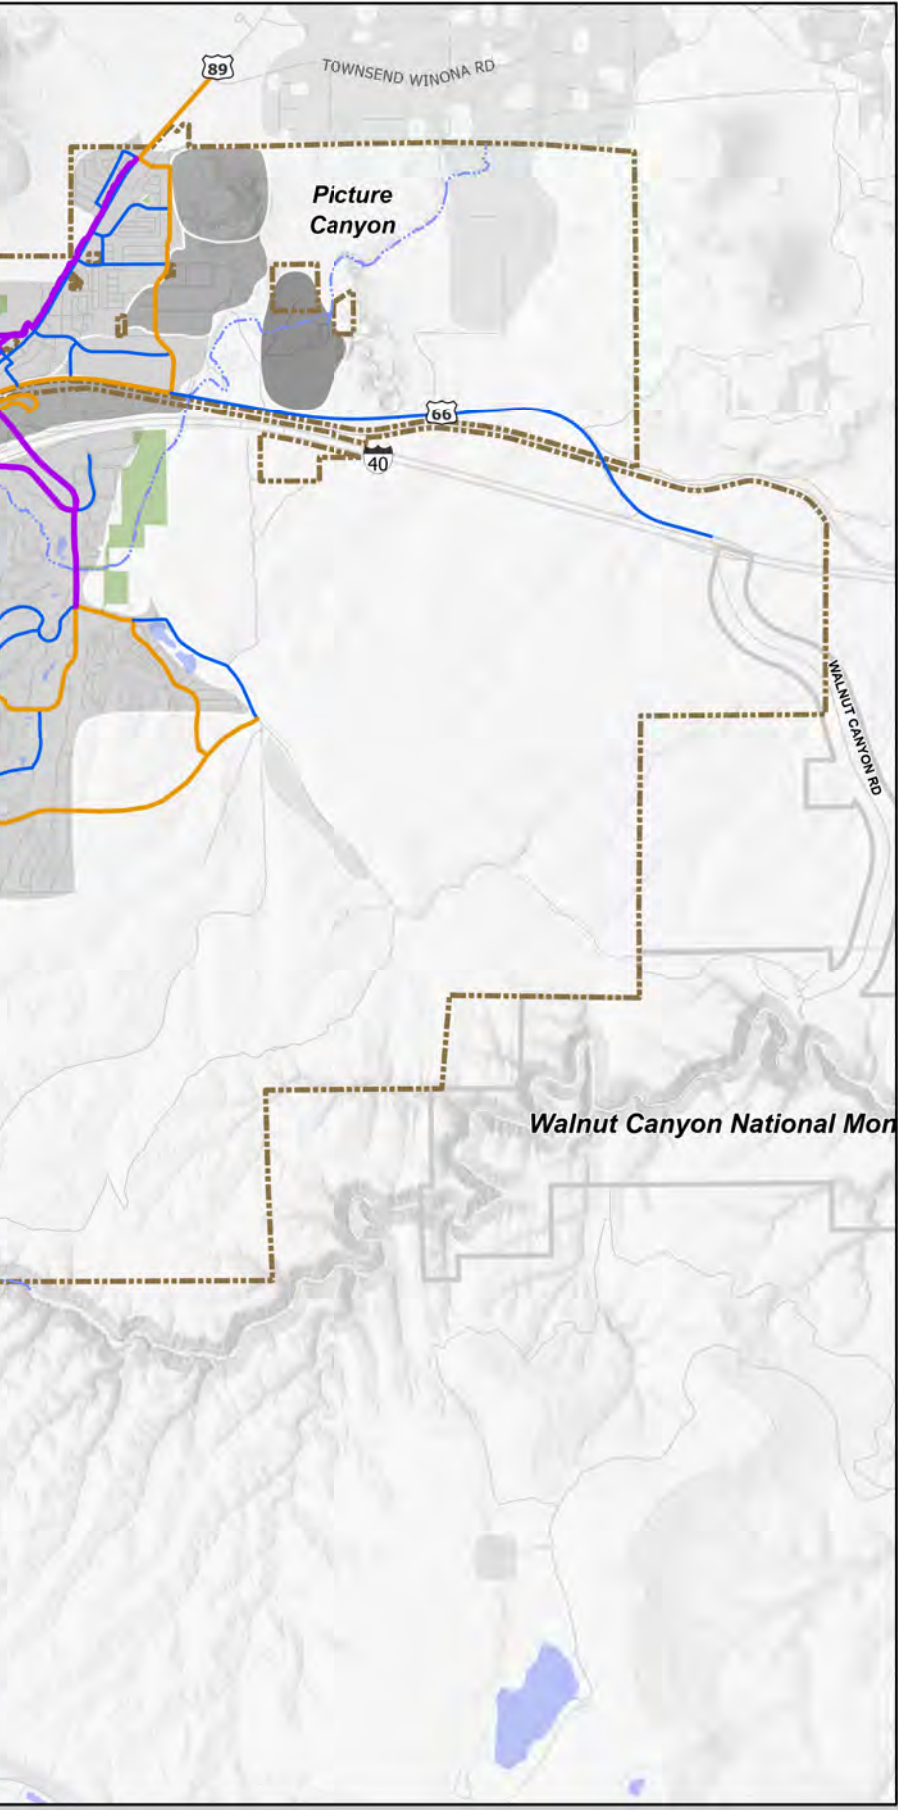 89
TOWNSEND WINONA RD
Picture
Canyon
66
40
WALNUT CANYON RD
Walnut Canyon National Mon